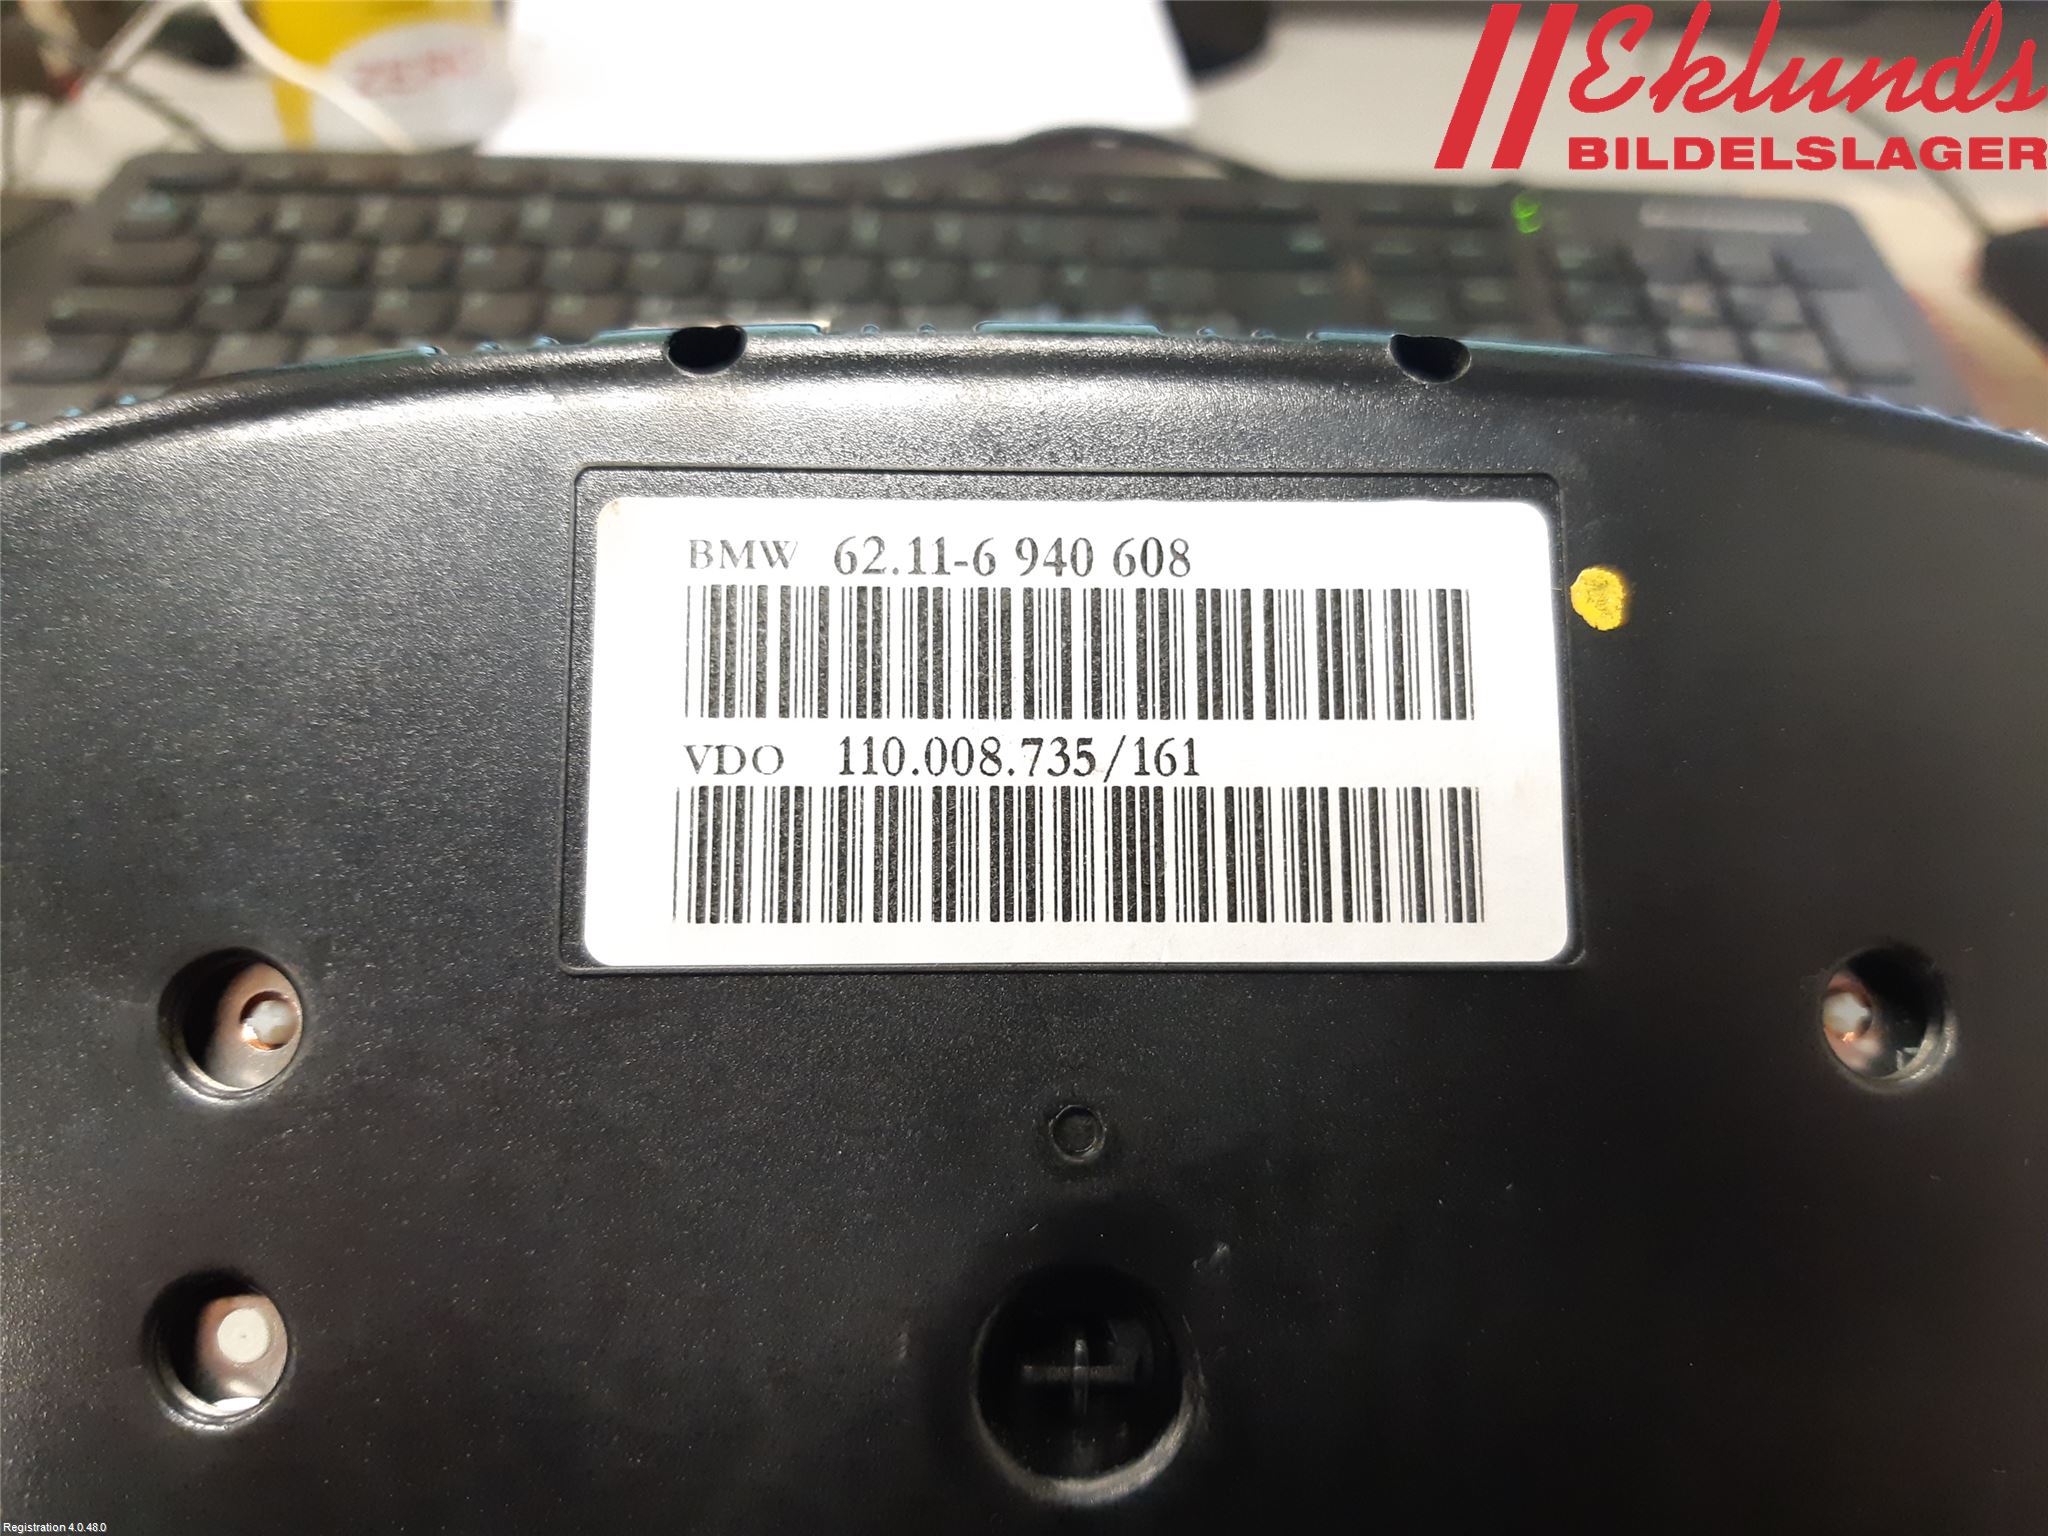 Eklunds
BILDELSLAGER
BMW 62.11-6 940 608
VDO 110.008.735/161
Registration 4.0.48.0